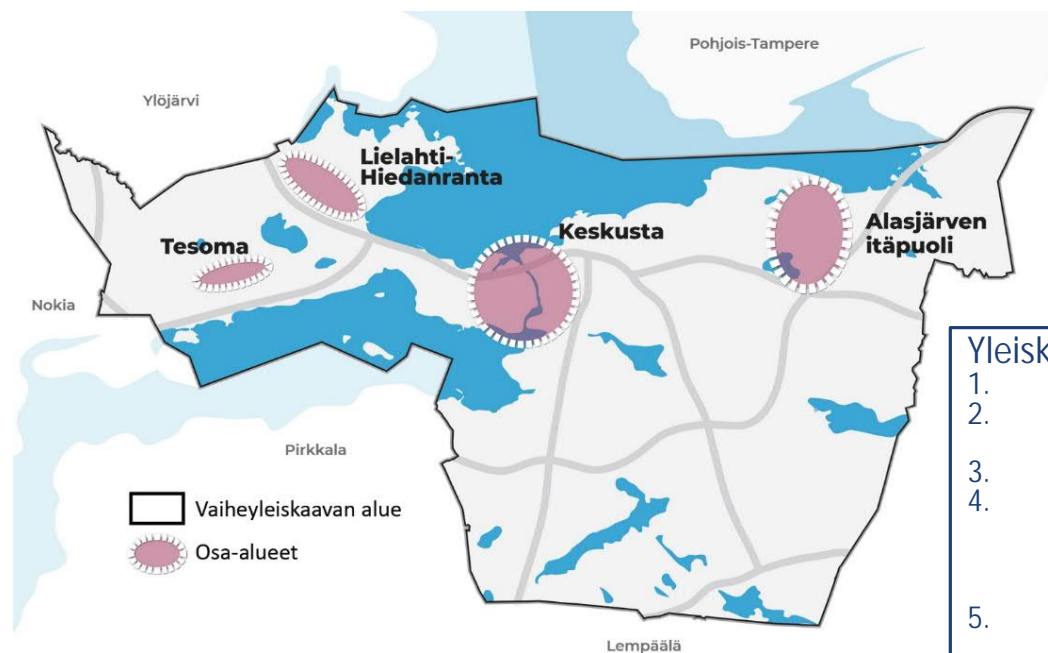 Pohjois-Tampere
Ylöjärvi
Lielahti-
Hiedanranta
Alasjärven
itäpuoli
Keskusta
Tesoma
Nokia
Pirkkala
Vaiheyleiskaavan alue
Osa-alueet
Lempäälä
Yleisk
1.
2.
3.
4.
5.